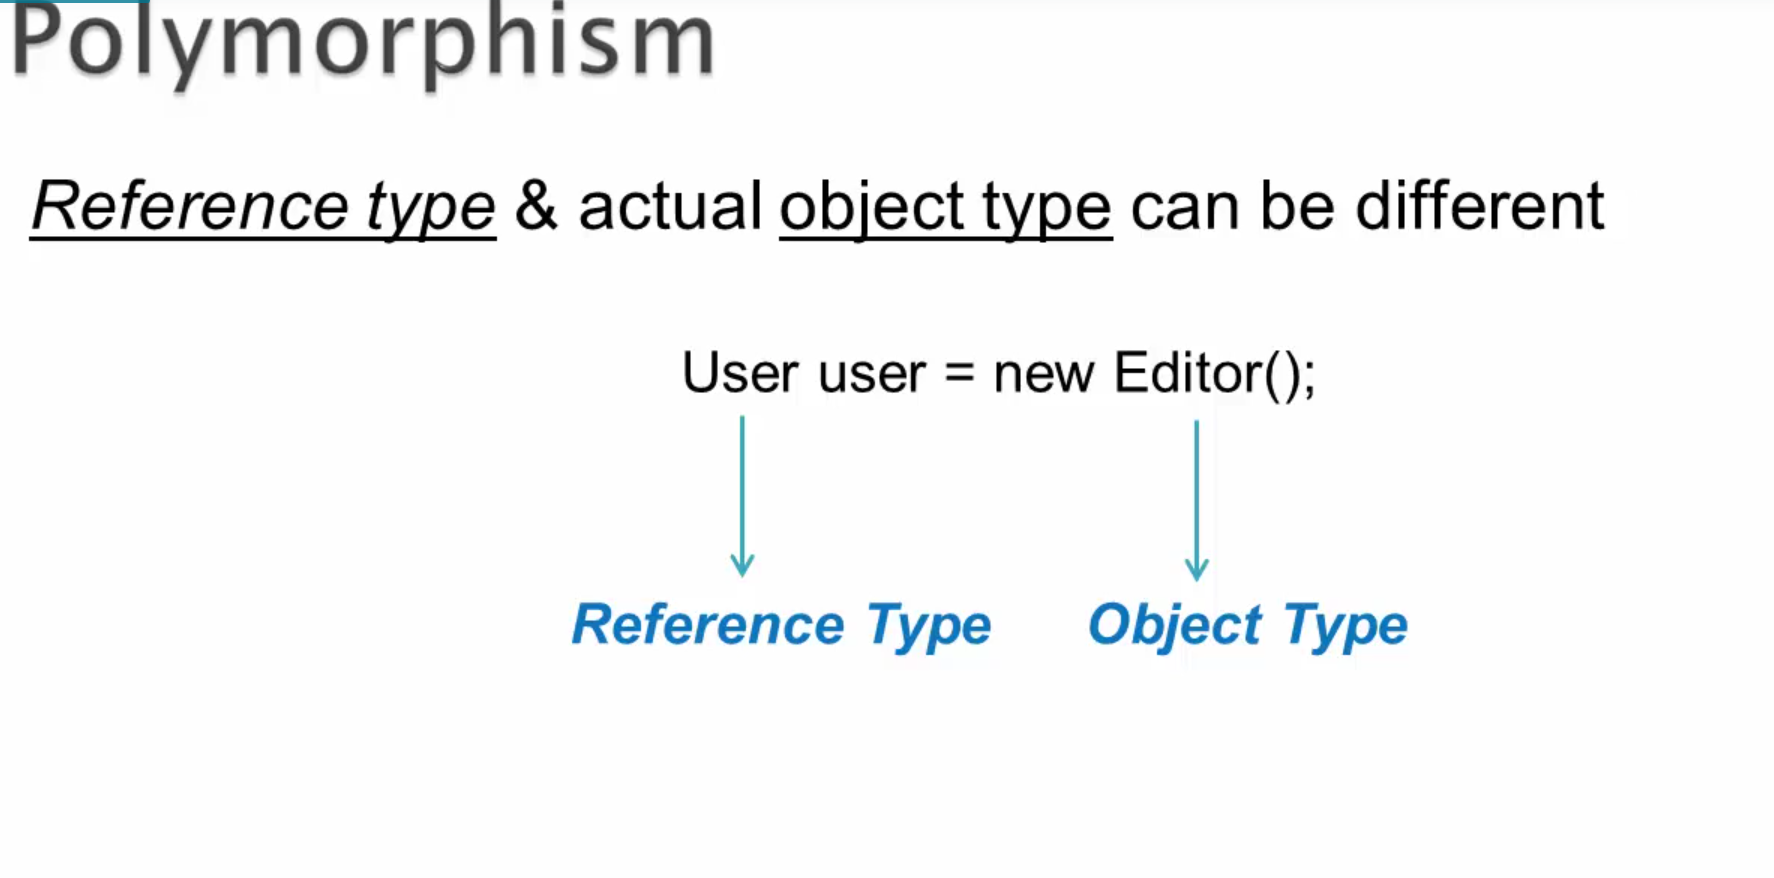 Polymorphism
Reference type & actual object type can be different
User user = new Editor();
Reference Type Object Type